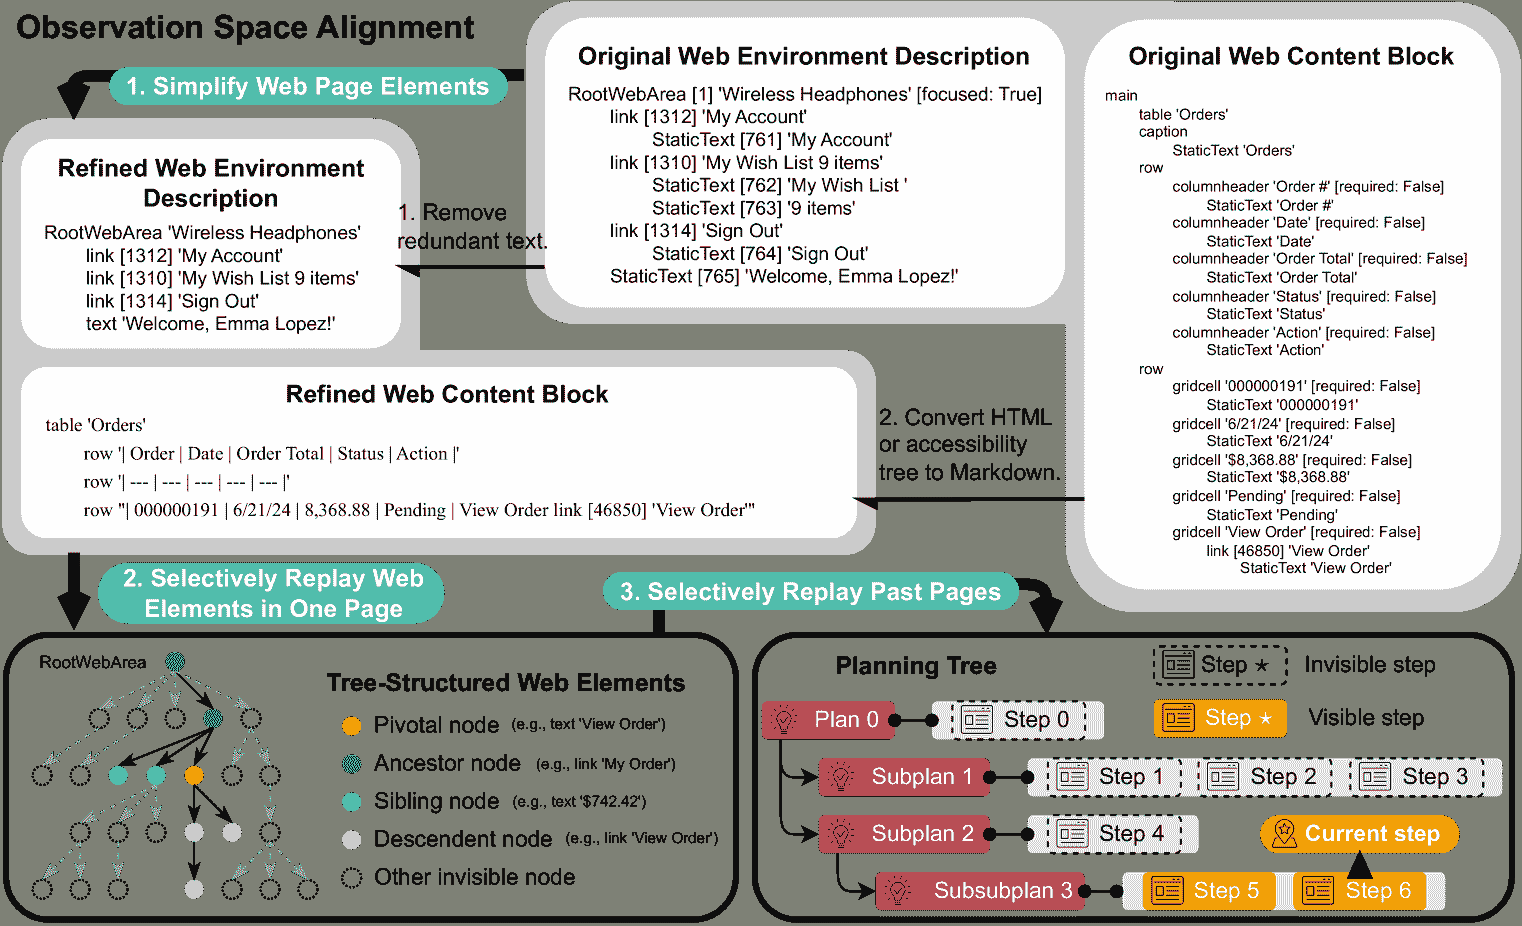 Observation Space Alignment
1. Simplify Web Page Elements
Original Web Environment Description
RootWebArea [1] 'Wireless Headphones' [focused: True]
link [1312] 'My Account'
StaticText [761] 'My Account'
link [1310] 'My Wish List 9 items'
StaticText [762] 'My Wish List '
StaticText [763] '9 items'
link [1314] 'Sign Out'
StaticText [764] 'Sign Out'
StaticText [765] 'Welcome, Emma Lopez!'
Original Web Content Block
main
table 'Orders'
caption
StaticText 'Orders'
row
columnheader 'Order #' [required: False]
StaticText 'Order #'
columnheader 'Date' [required: False]
StaticText 'Date'
columnheader 'Order Total' [required: False]
StaticText 'Order Total'
columnheader 'Status' [required: False]
StaticText 'Status'
columnheader 'Action' [required: False]
StaticText 'Action'
row
gridcell '000000191' [required: False]
StaticText '000000191'
gridcell '6/21/24' [required: False]
StaticText '6/21/24'
gridcell '$8,368.88' [required: False]
StaticText '$8,368.88'
gridcell 'Pending' [required: False]
StaticText 'Pending'
gridcell 'View Order' [required: False]
link [46850] 'View Order'
StaticText 'View Order'
Refined Web Environment
Description
RootWebArea 'Wireless Headphones'
link [1312] 'My Account'
link [1310] 'My Wish List 9 items'
link [1314] 'Sign Out'
text 'Welcome, Emma Lopez!'
1. Remove
redundant text.
Refined Web Content Block
table 'Orders'
row '| Order | Date | Order Total | Status | Action |'
row '| --- | --- | --- | --- | --- |'
row "| 000000191 | 6/21/24 | 8,368.88 | Pending | View Order link [46850] 'View Order'"
2. Convert HTML
or accessibility
tree to Markdown.
2. Selectively Replay Web
Elements in One Page
3. Selectively Replay Past Pages
RootWebArea
Tree-Structured Web Elements
Pivotal node (e.g., text 'View Order')
Ancestor node (e.g., link 'My Order')
Sibling node (e.g., text '$742.42')
Descendent node (e.g., link 'View Order')
Other invisible node
Planning Tree
Step ★ Invisible step
Step ★ Visible step
Plan 0 Step 0
Subplan 1 Step 1 Step 2 Step 3
Subplan 2 Step 4
Current step
Subsubplan 3 Step 5 Step 6